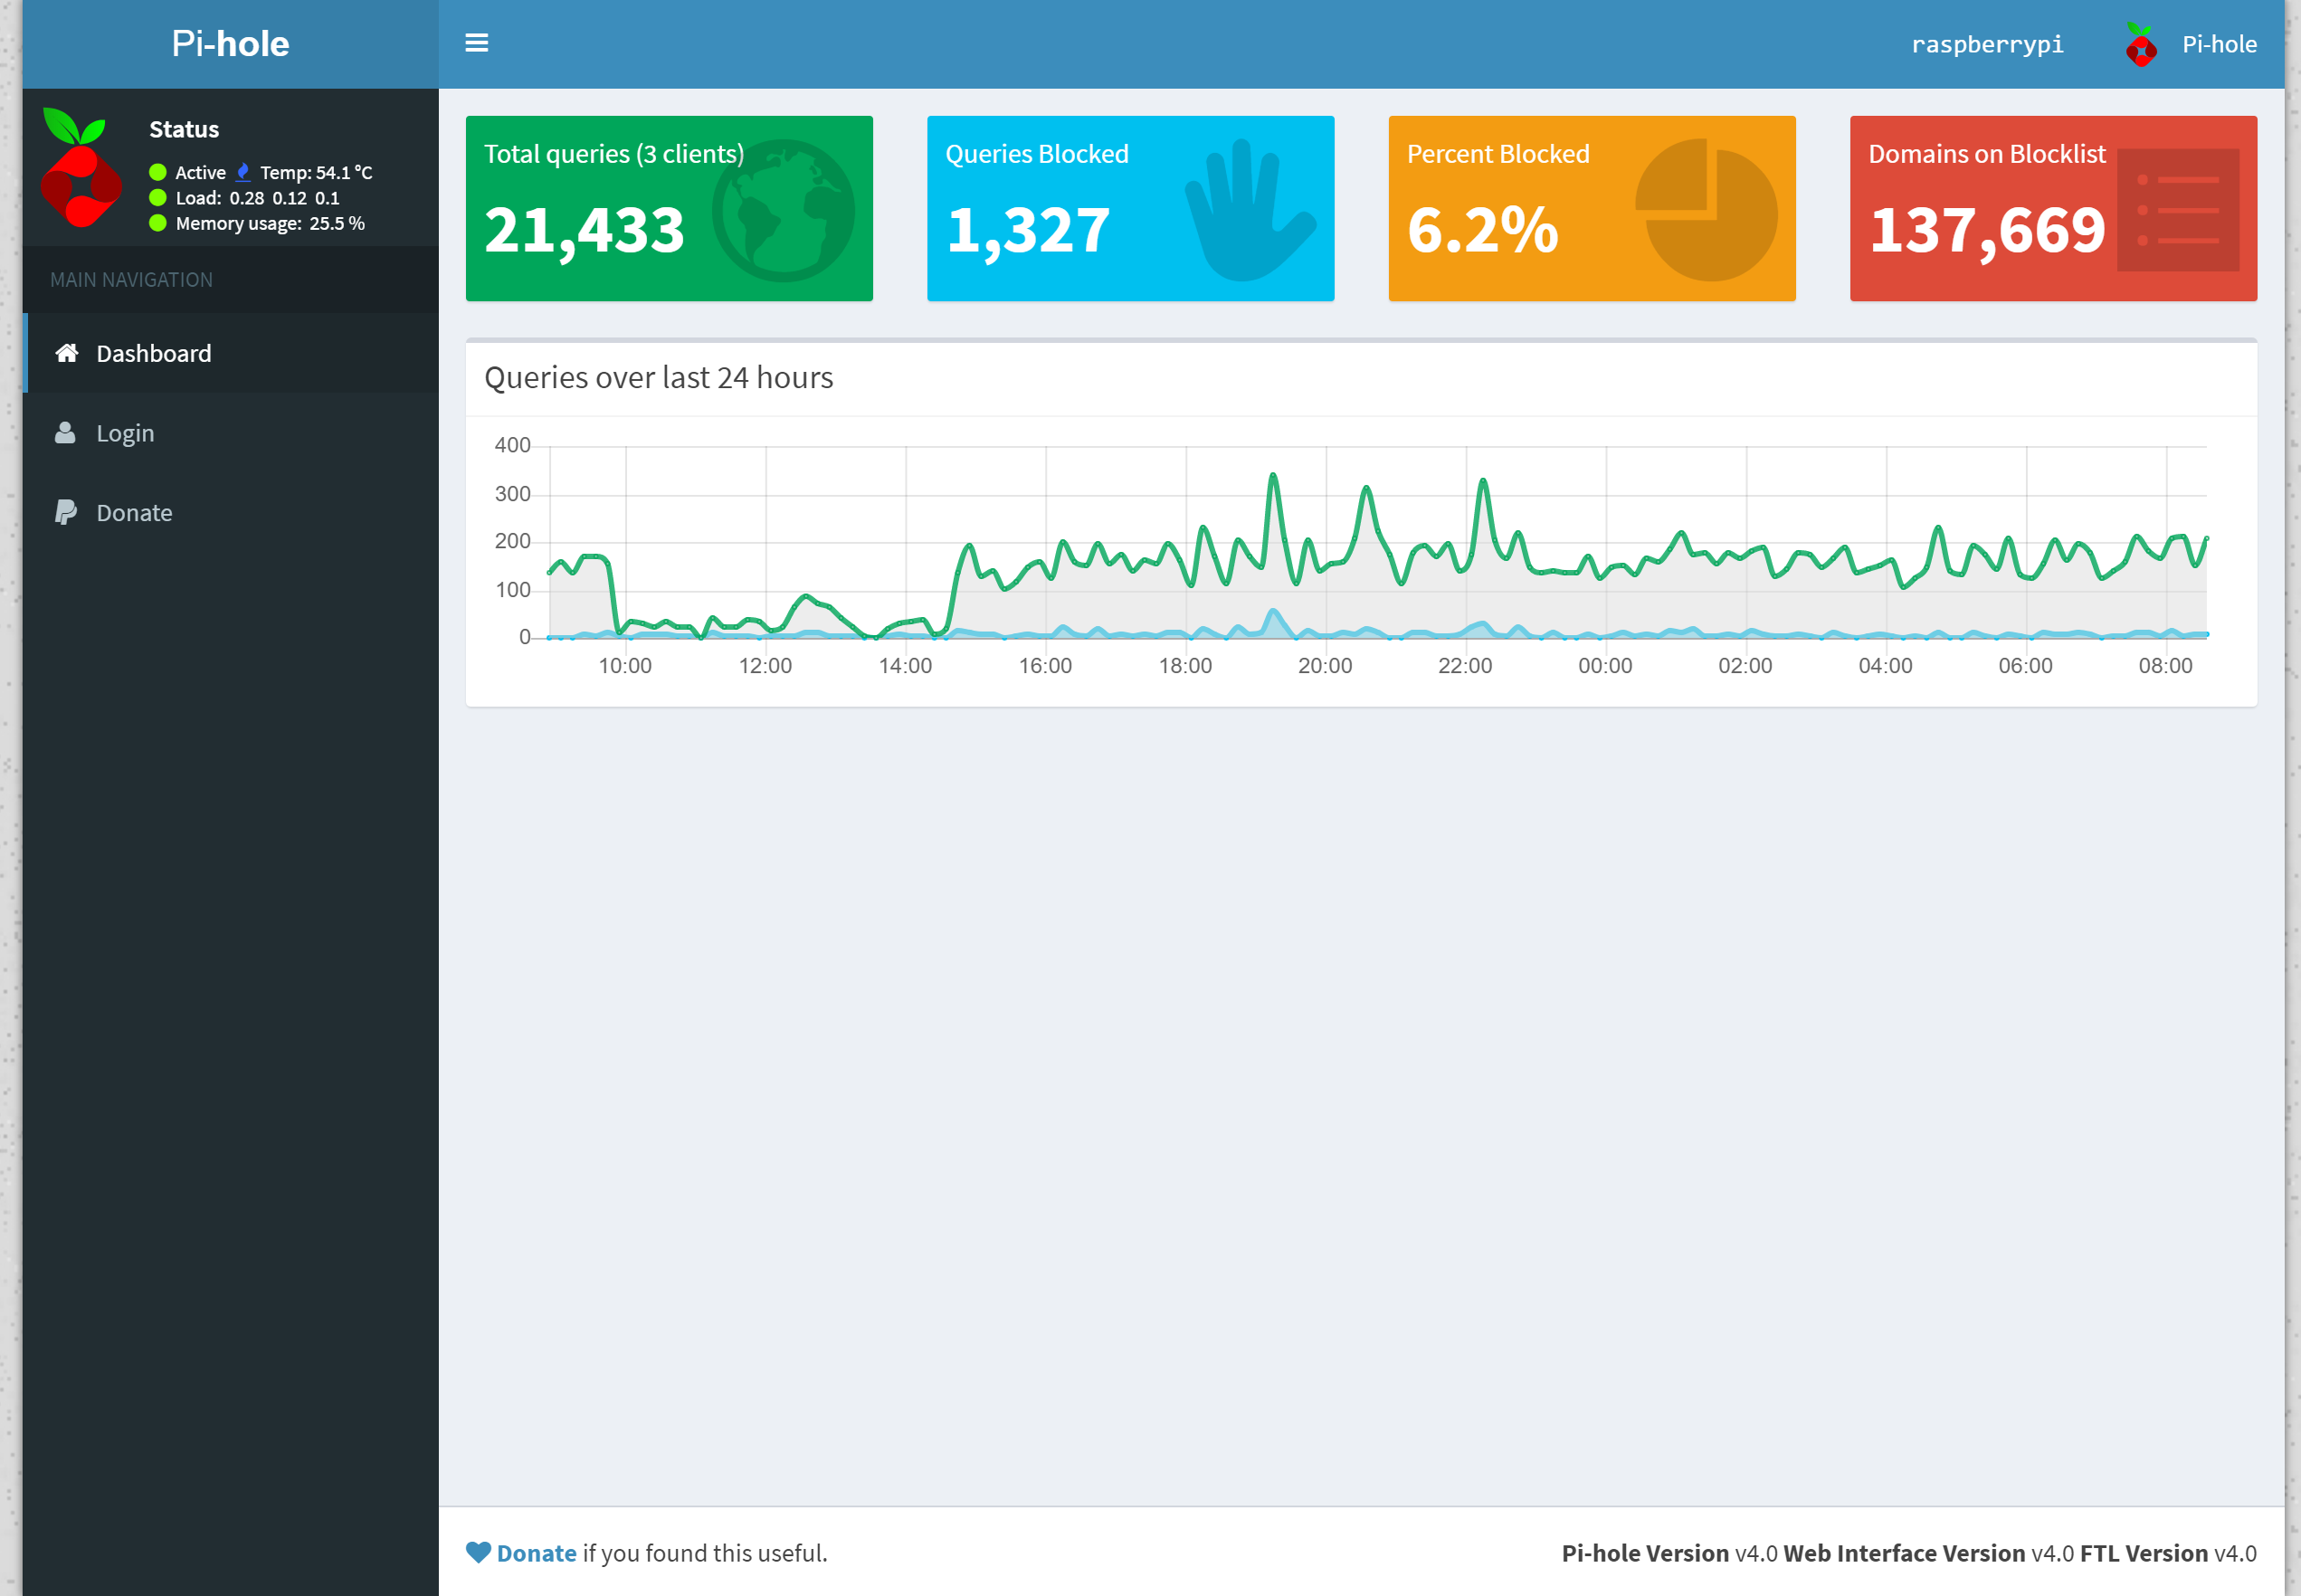 Pi-hole
raspberrypi
Pi-hole
Status
Active Temp: 54.1 °C
Load: 0.28 0.12 0.1
Memory usage: 25.5 %
MAIN NAVIGATION
Dashboard
Login
Donate
Total queries (3 clients)
21,433
Queries Blocked
1,327
Percent Blocked
6.2%
Domains on Blocklist
137,669
Queries over last 24 hours
400
300
200
100
0
10:00 12:00 14:00 16:00 18:00 20:00 22:00 00:00 02:00 04:00 06:00 08:00
Donate if you found this useful.
Pi-hole Version v4.0 Web Interface Version v4.0 FTL Version v4.0